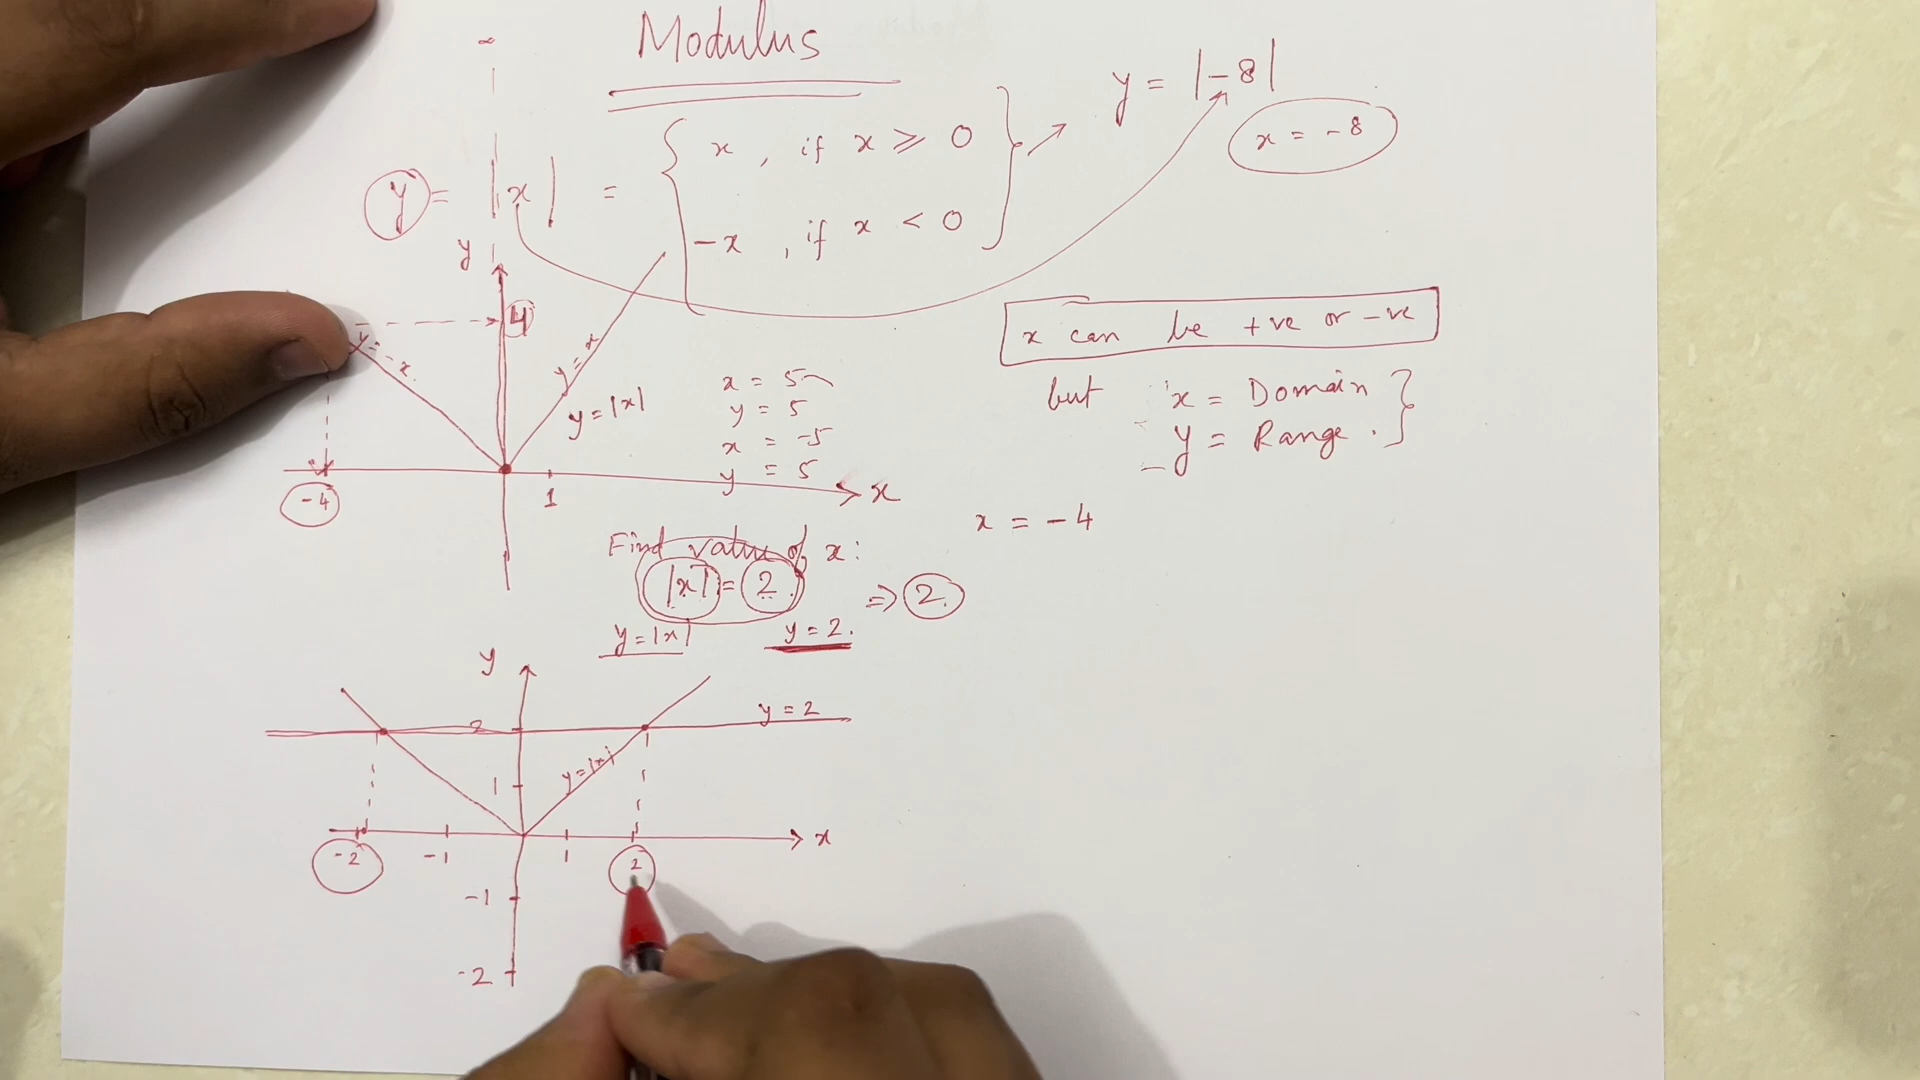 Modulus
y = |x| = { x , if x ⩾ 0
-x , if x < 0 }
y = |-8|
x = -8
∞
y
4
y = x
y = |x|
x = 5
y = 5
x = -5
y = 5
-4
1
x
x can be +ve or -ve
but x = Domain
y = Range .
x = -4
Find value of x :
|x| = 2 . ⇒ 2
y = |x| y = 2 .
y
2
y = 2
y = |x|
1
-2 -1 1 2
x
-1
-2